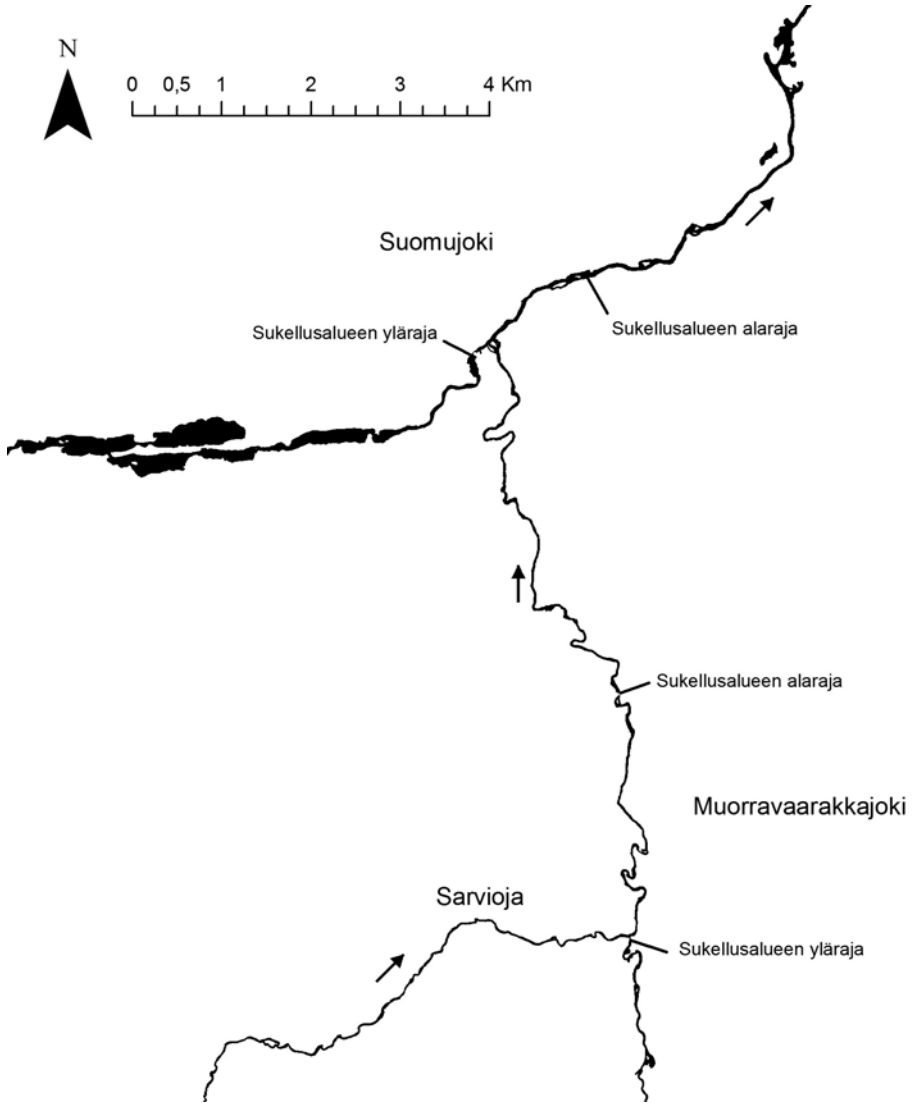 N
0 0,5 1 2 3 4 Km
Suomujoki
Sukellusalueen yläraja
Sukellusalueen alaraja
Sukellusalueen alaraja
Muorravaarakkajoki
Sarvioja
Sukellusalueen yläraja